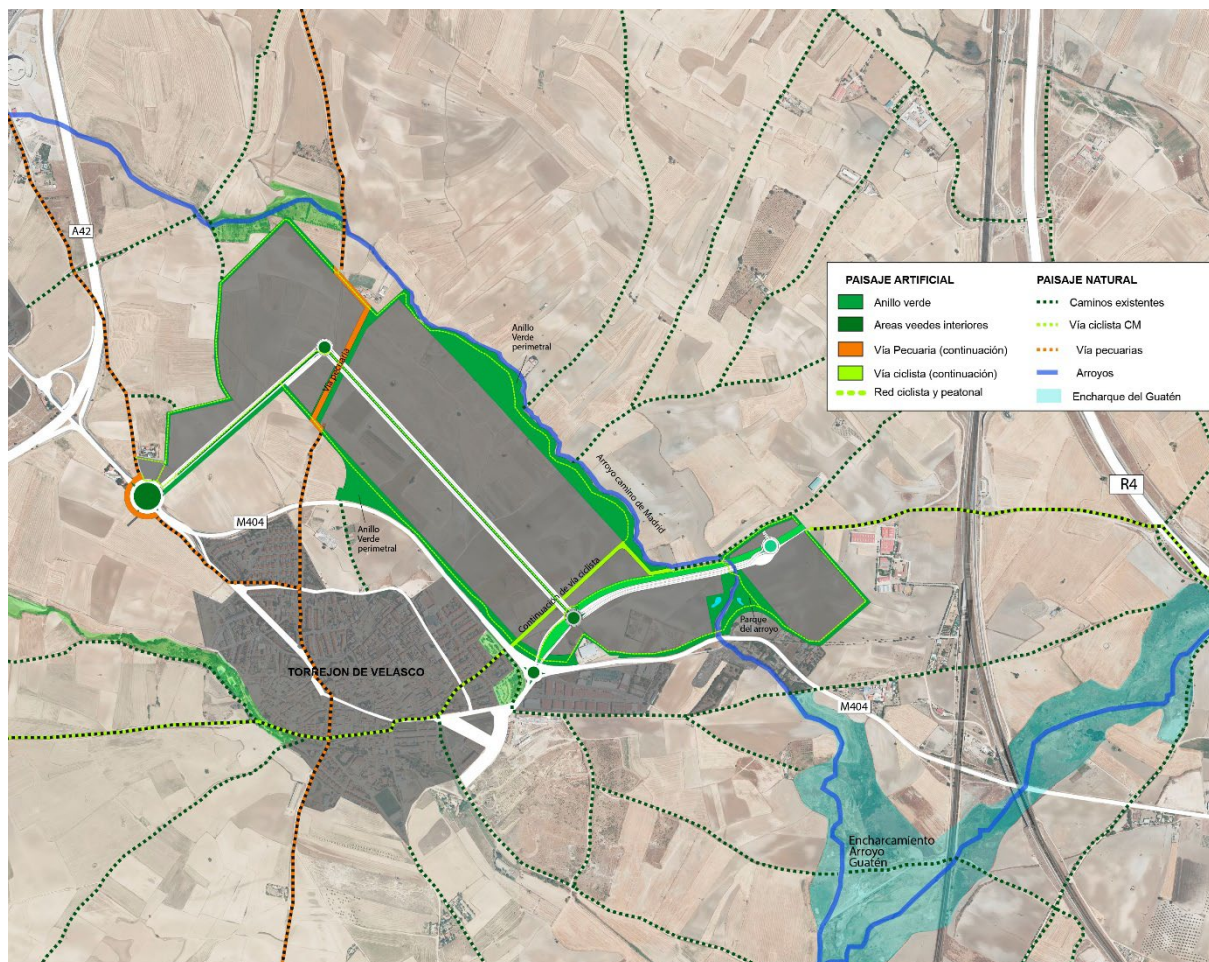 A42
PAISAJE ARTIFICIAL
Anillo verde
Areas veedes interiores
Vía Pecuaria (continuación)
Vía ciclista (continuación)
Red ciclista y peatonal
PAISAJE NATURAL
Caminos existentes
Vía ciclista CM
Vía pecuarias
Arroyos
Encharque del Guatén
Anillo
Verde
perimetral
Vía pecuaria
Arroyo camino de Madrid
R4
M404
Anillo
Verde
perimetral
Continuación de vía ciclista
Parque
del arroyo
TORREJON DE VELASCO
M404
Encharcamiento
Arroyo
Guatén